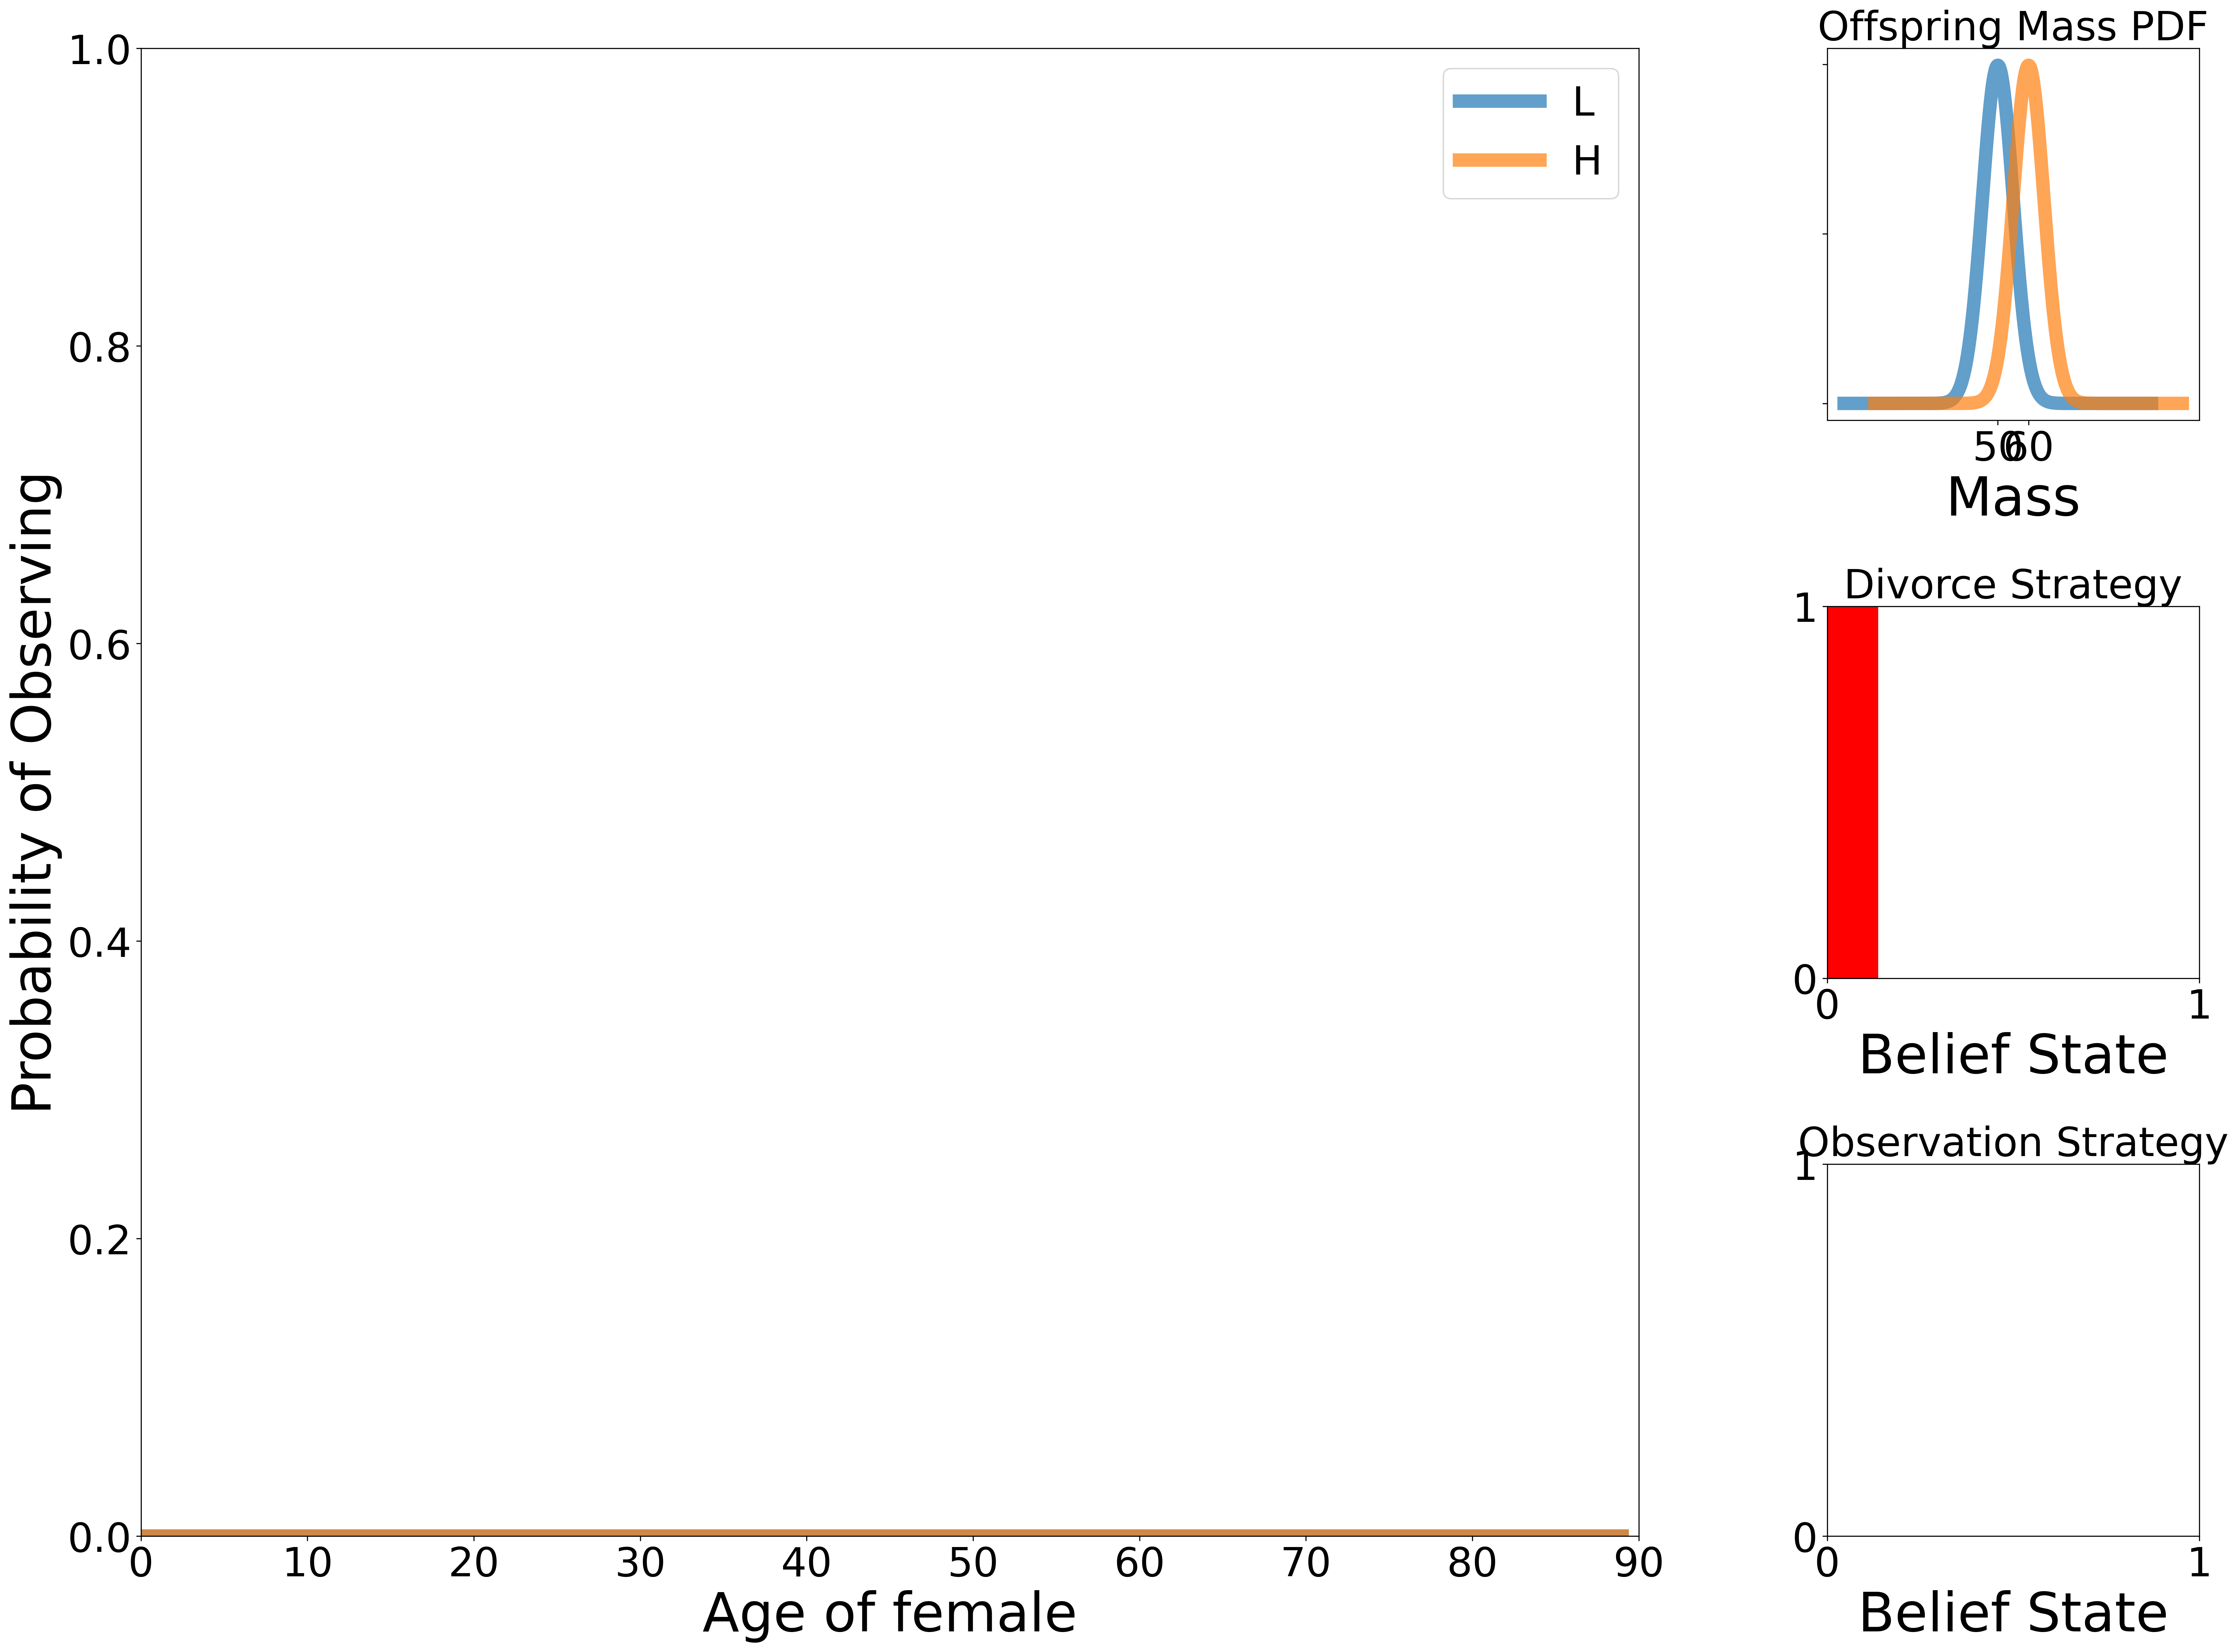 1.0
0.8
0.6
0.4
0.2
0.0
Probability of Observing
0 10 20 30 40 50 60 70 80 90
Age of female
L
H
Offspring Mass PDF
50 60
Mass
Divorce Strategy
1
0
0 1
Belief State
Observation Strategy
1
0
0 1
Belief State